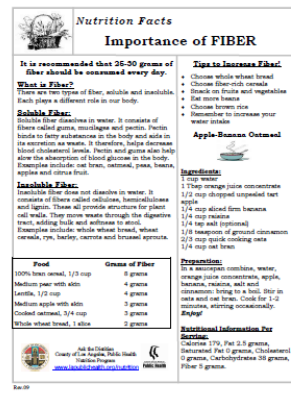 Nutrition Facts
Importance of FIBER
It is recommended that 25-30 grams of
fiber should be consumed every day.
What is Fiber?
There are two types of fiber, soluble and insoluble.
Each plays a different role in our body.
Soluble Fiber:
Soluble fiber dissolves in water. It consists of
fibers called gums, mucilages and pectin. Pectin
binds to fatty substances in the body and aids in
its excretion as waste. It therefore, helps decrease
blood cholesterol levels. Pectin and gums also help
slow the absorption of blood glucose in the body.
Examples include: oat bran, oatmeal, peas, beans,
apples and citrus fruit.
Insoluble Fiber:
Insoluble fiber does not dissolve in water. It
consists of fibers called cellulose, hemicellulose
and lignin. These all provide structure for plant
cell walls. They move waste through the digestive
tract, adding bulk and softness to stool.
Examples include: whole wheat bread, wheat
cereals, rye, barley, carrots and brussel sprouts.
Food Grams of Fiber
100% bran cereal, 1/3 cup 8 grams
Medium pear with skin 4 grams
Lentils, 1/2 cup 4 grams
Medium apple with skin 3 grams
Cooked oatmeal, 3/4 cup 3 grams
Whole wheat bread, 1 slice 2 grams
Ask the Dietitian
County of Los Angeles, Public Health
Nutrition Program
www.lapublichealth.org/nutrition
Public Health
Rev.09
Tips to Increase Fiber!
• Choose whole wheat bread
• Choose fiber-rich cereals
• Snack on fruits and vegetables
• Eat more beans
• Choose brown rice
• Remember to increase your
water intake
Apple-Banana Oatmeal
Ingredients:
1 cup water
1 Tbsp orange juice concentrate
1/2 cup chopped unpeeled tart
apple
1/4 cup sliced firm banana
1/4 cup raisins
1/4 tsp salt (optional)
1/8 teaspoon of ground cinnamon
2/3 cup quick cooking oats
1/4 cup oat bran
Preparation:
In a saucepan combine, water,
orange juice concentrate, apple,
banana, raisins, salt and
cinnamon; bring to a boil. Stir in
oats and oat bran. Cook for 1-2
minutes, stirring occasionally.
Enjoy!
Nutritional Information Per
Serving:
Calories 179, Fat 2.5 grams,
Saturated Fat 0 grams, Cholesterol
0 grams, Carbohydrates 38 grams,
Fiber 5 grams.